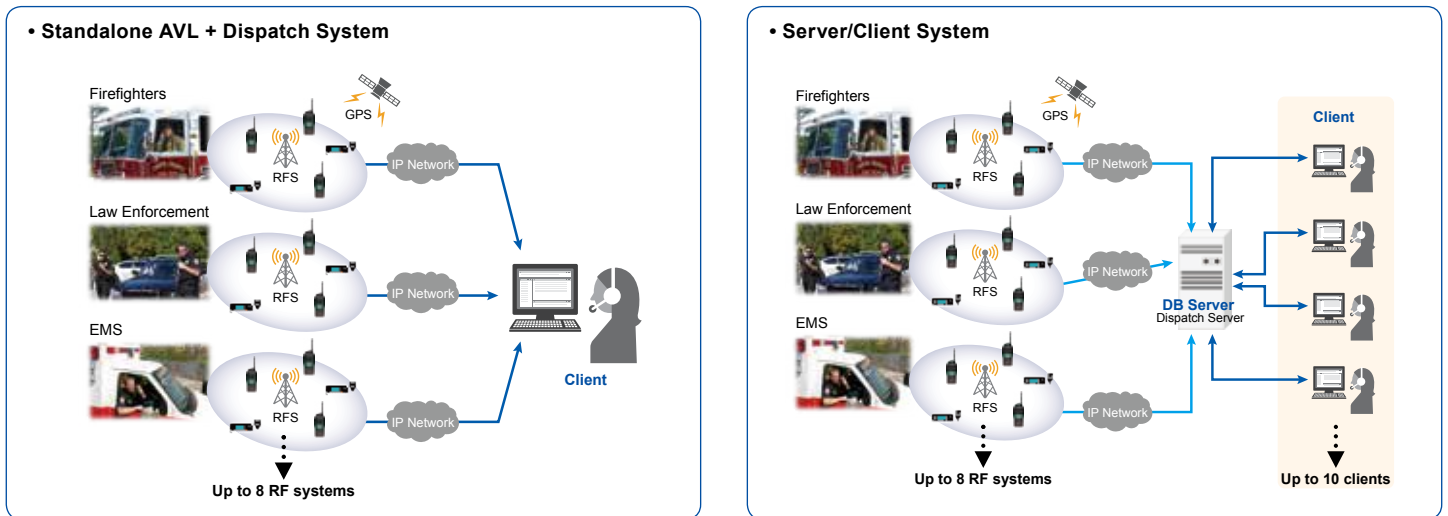 • Standalone AVL + Dispatch System
Firefighters
GPS
RFS
IP Network
Law Enforcement
RFS
IP Network
EMS
RFS
IP Network
Client
Up to 8 RF systems
• Server/Client System
Firefighters
GPS
RFS
IP Network
Law Enforcement
RFS
IP Network
EMS
RFS
IP Network
DB Server
Dispatch Server
Client
Up to 8 RF systems
Up to 10 clients